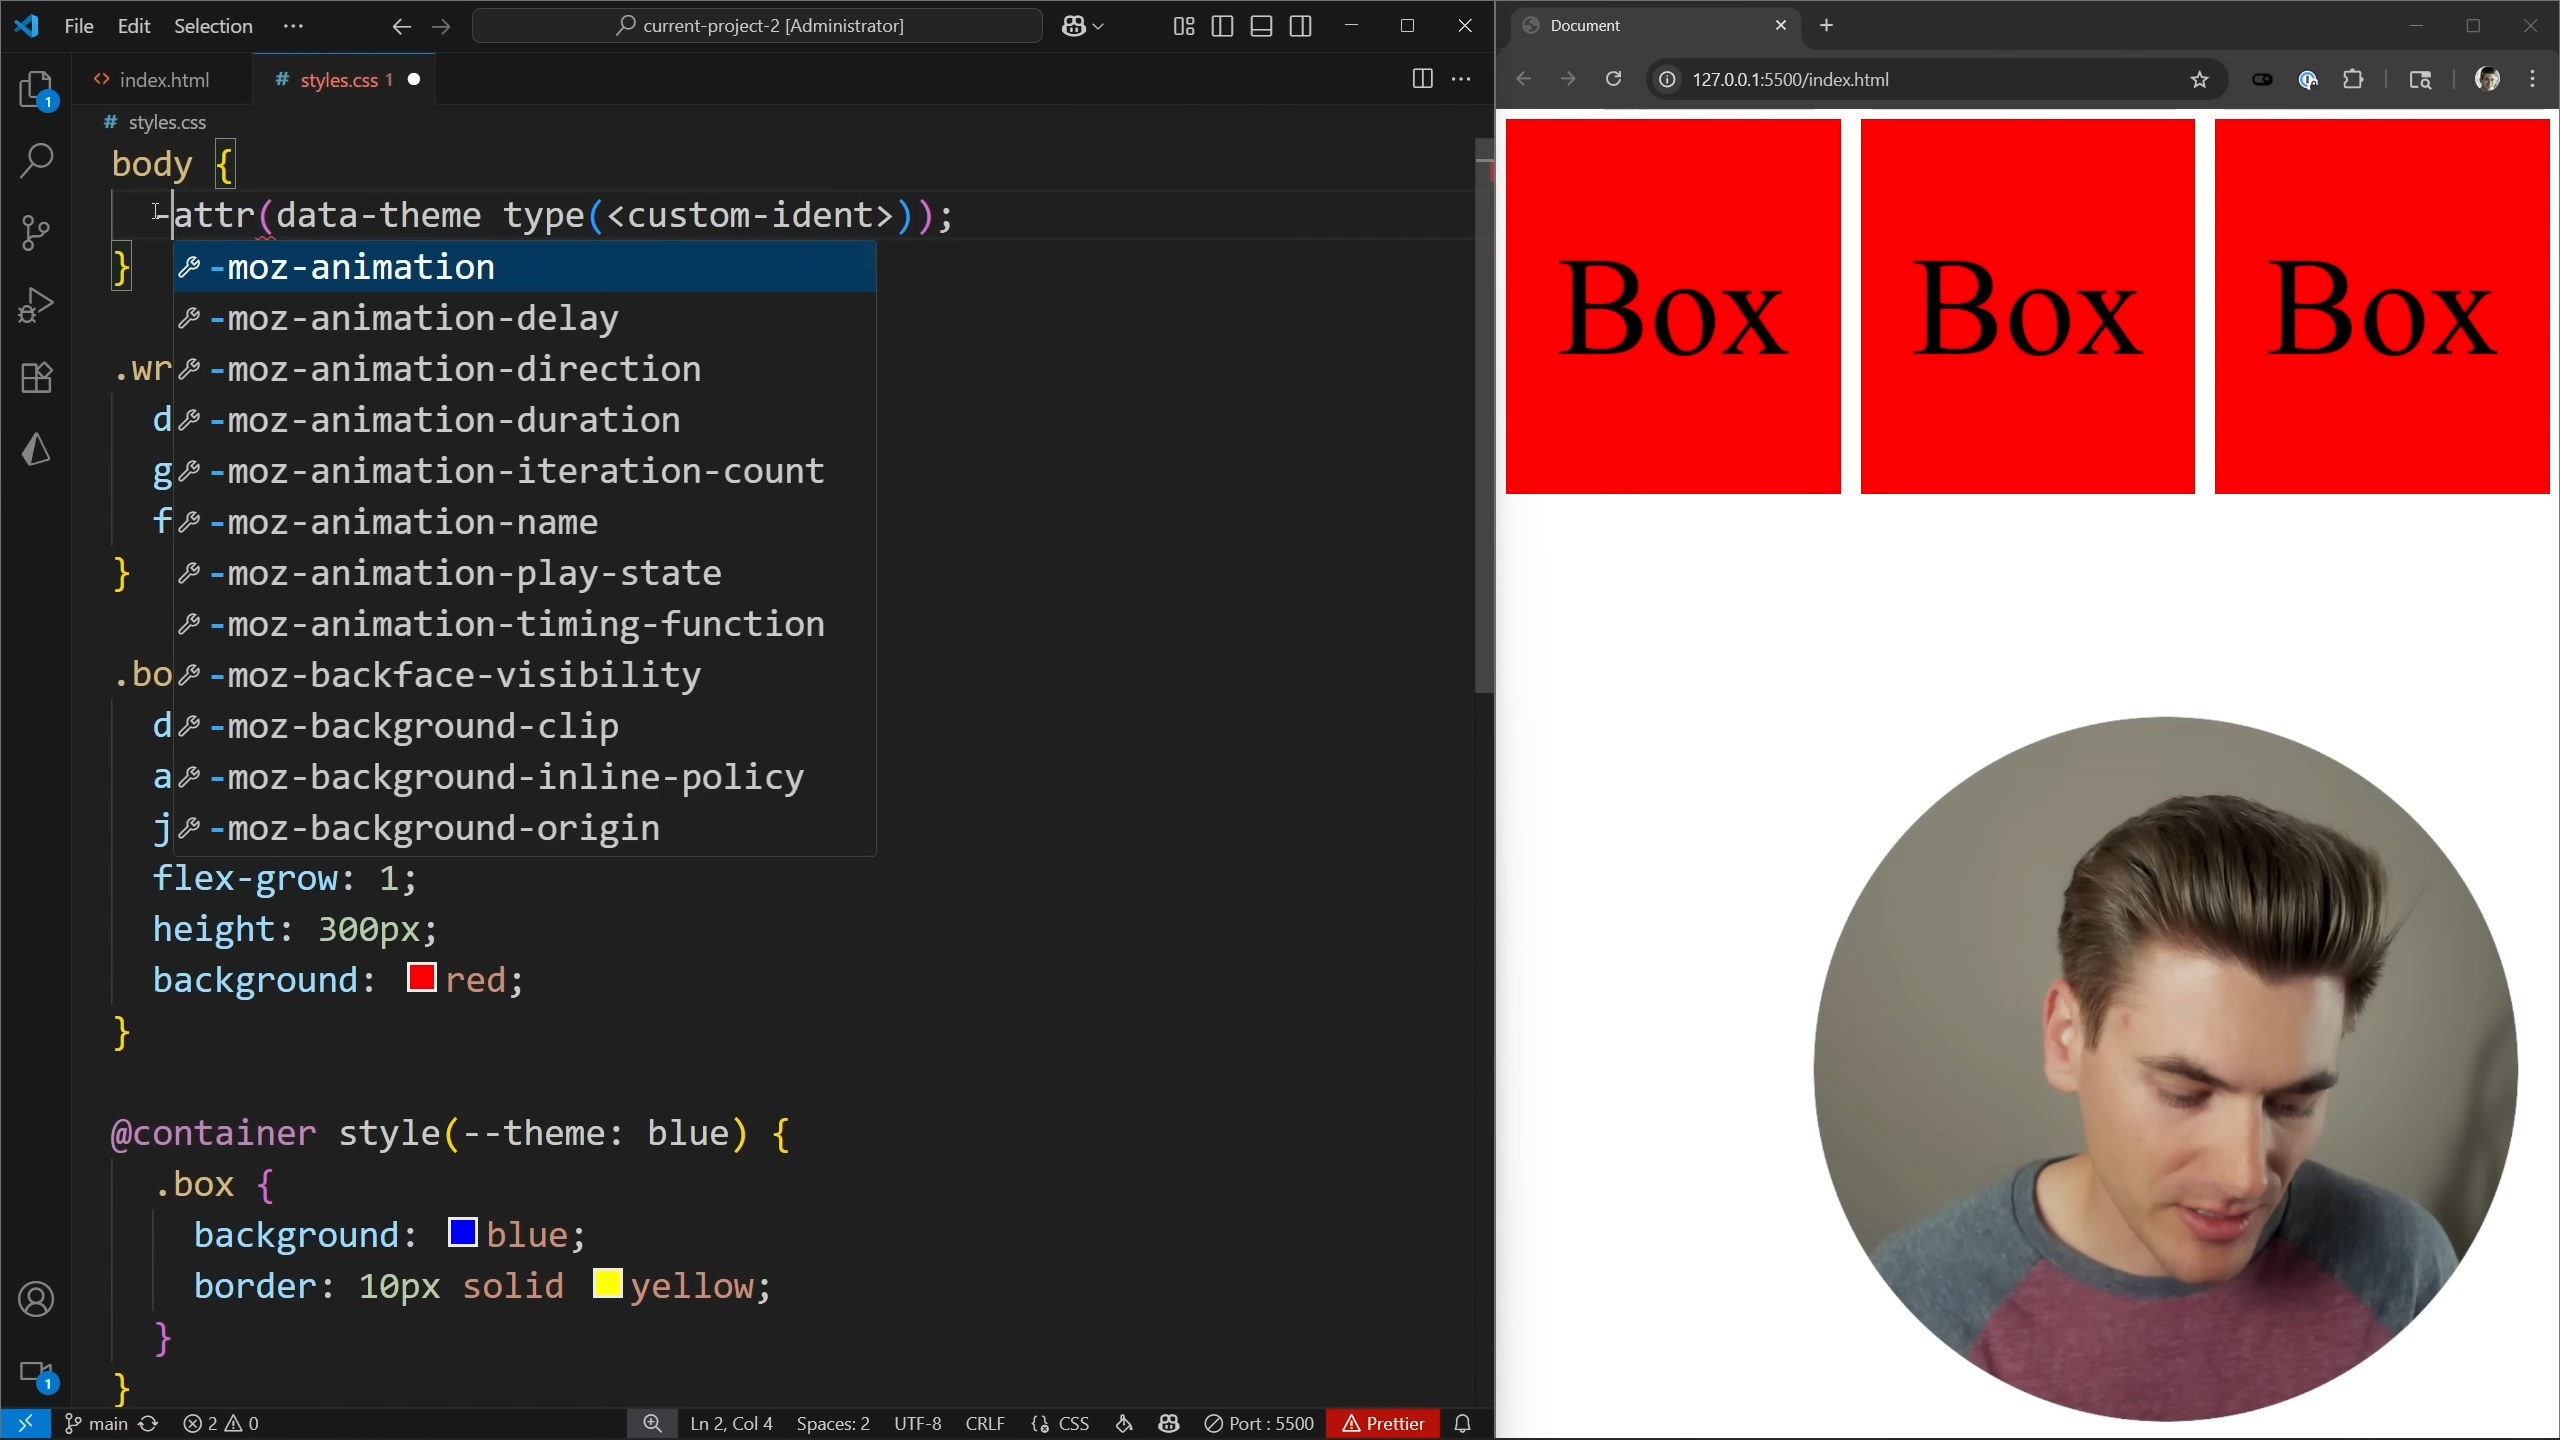 File Edit Selection ··· current-project-2 [Administrator]
index.html
# styles.css 1
# styles.css
body {
-attr(data-theme type(<custom-ident>));
}
-moz-animation
-moz-animation-delay
.wr -moz-animation-direction
d -moz-animation-duration
g -moz-animation-iteration-count
f -moz-animation-name
} -moz-animation-play-state
-moz-animation-timing-function
.bo -moz-backface-visibility
d -moz-background-clip
a -moz-background-inline-policy
j -moz-background-origin
flex-grow: 1;
height: 300px;
background: red;
}
@container style(--theme: blue) {
.box {
background: blue;
border: 10px solid yellow;
}
}
1
1
main 2 0 Ln 2, Col 4 Spaces: 2 UTF-8 CRLF CSS Port : 5500 Prettier
Document
127.0.0.1:5500/index.html
Box Box Box